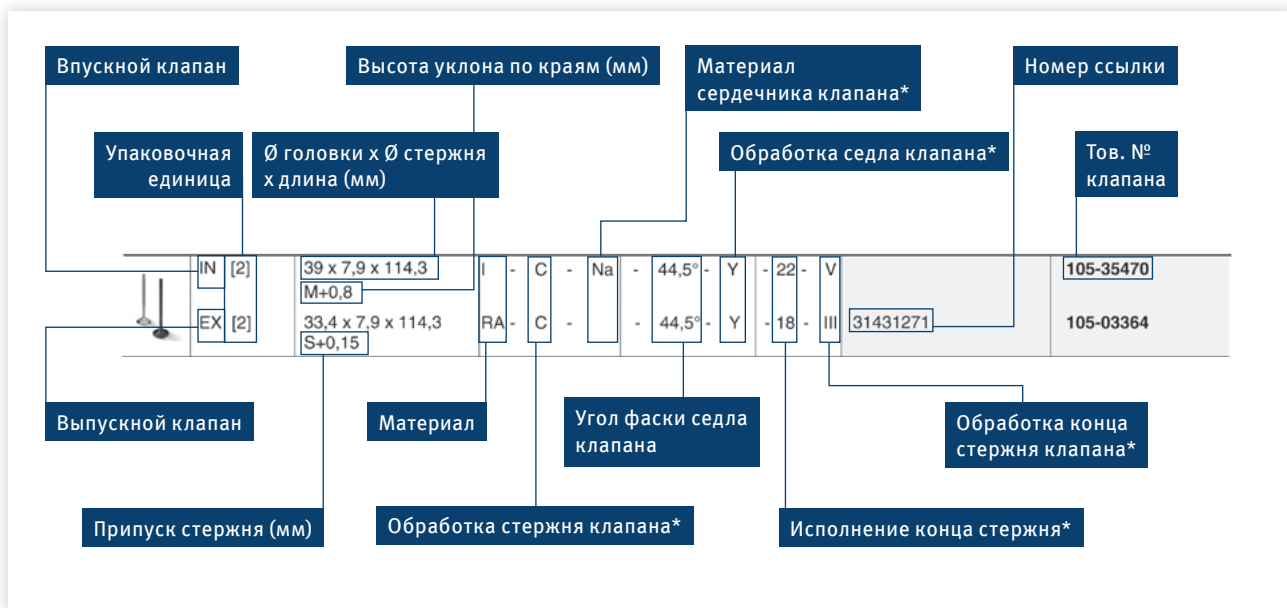 Впускной клапан
Высота уклона по краям (мм)
Материал
сердечника клапана*
Номер ссылки
Упаковочная
единица
Ø головки x Ø стержня
x длина (мм)
Обработка седла клапана*
Тов. №
клапана
IN [2] 39 x 7,9 x 114,3 I - C - Na - 44,5° - Y - 22 - V 105-35470
M+0,8
EX [2] 33,4 x 7,9 x 114,3 RA - C - - 44,5° - Y - 18 - III 31431271 105-03364
S+0,15
Выпускной клапан
Материал
Угол фаски седла
клапана
Обработка конца
стержня клапана*
Припуск стержня (мм)
Обработка стержня клапана*
Исполнение конца стержня*